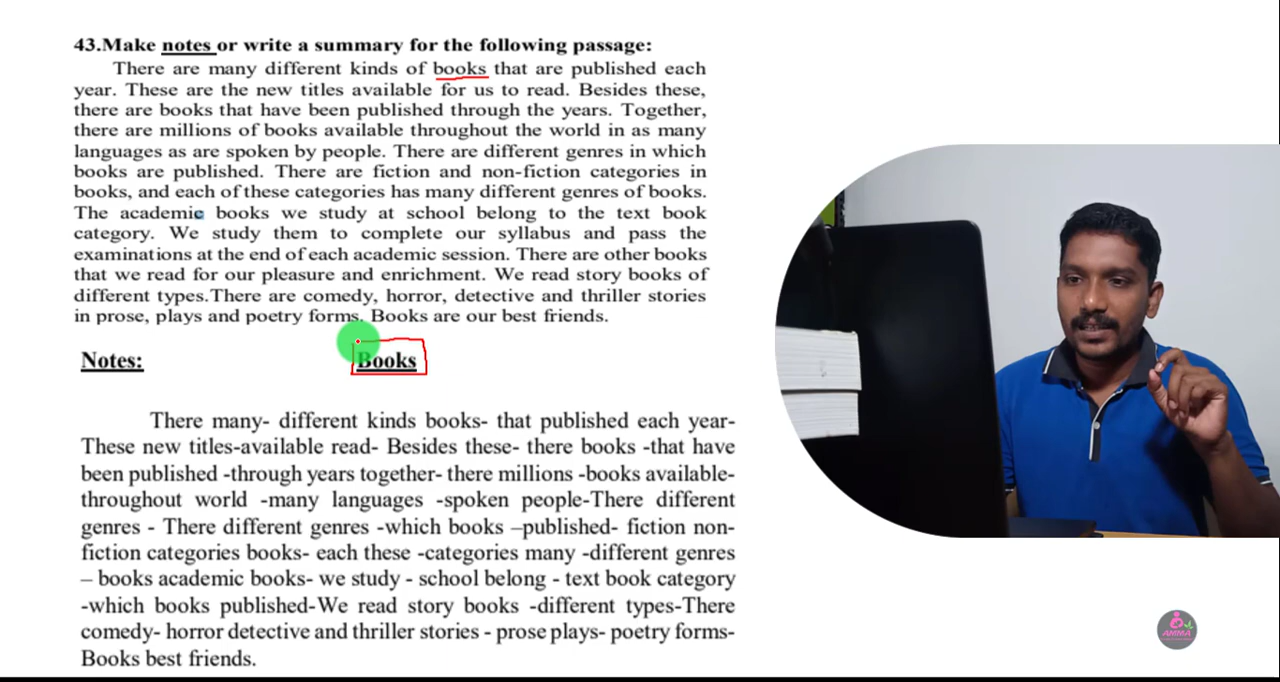 43.Make notes or write a summary for the following passage:
There are many different kinds of books that are published each
year. These are the new titles available for us to read. Besides these,
there are books that have been published through the years. Together,
there are millions of books available throughout the world in as many
languages as are spoken by people. There are different genres in which
books are published. There are fiction and non-fiction categories in
books, and each of these categories has many different genres of books.
The academic books we study at school belong to the text book
category. We study them to complete our syllabus and pass the
examinations at the end of each academic session. There are other books
that we read for our pleasure and enrichment. We read story books of
different types.There are comedy, horror, detective and thriller stories
in prose, plays and poetry forms. Books are our best friends.
Notes: Books
There many- different kinds books- that published each year-
These new titles-available read- Besides these- there books -that have
been published -through years together- there millions -books available-
throughout world -many languages -spoken people-There different
genres - There different genres -which books –published- fiction non-
fiction categories books- each these -categories many -different genres
– books academic books- we study - school belong - text book category
-which books published-We read story books -different types-There
comedy- horror detective and thriller stories - prose plays- poetry forms-
Books best friends.
AMMA